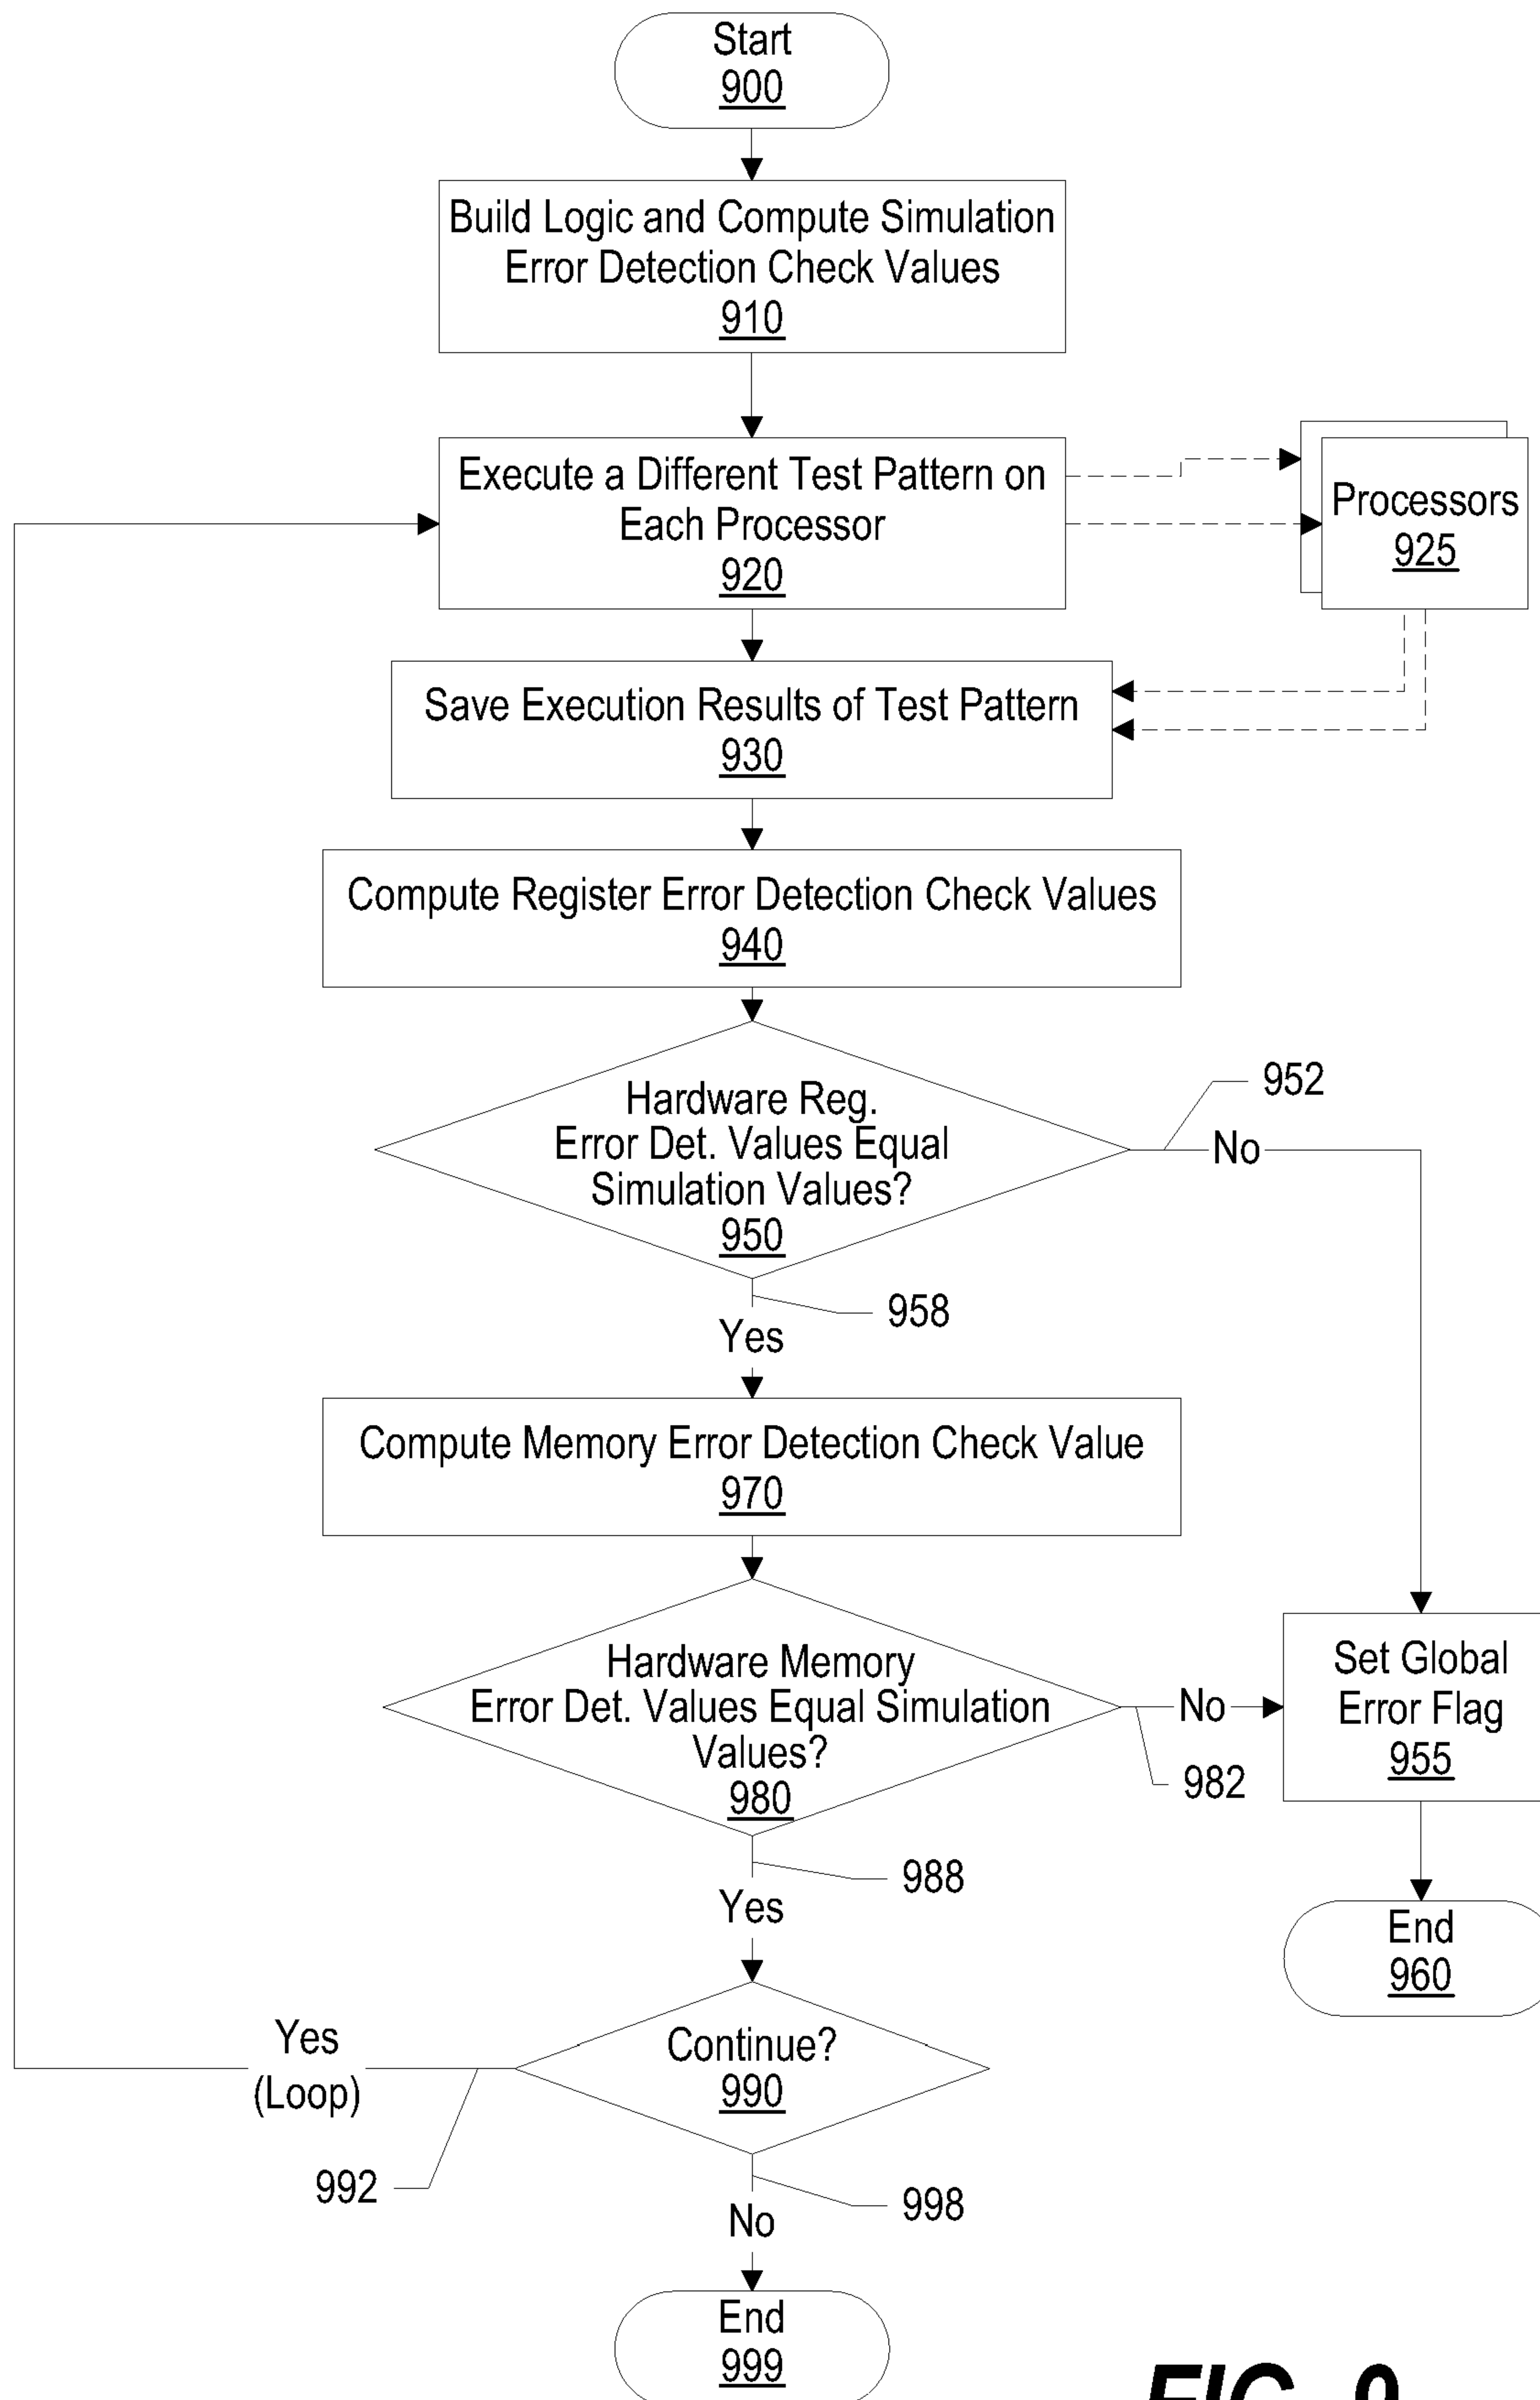 Start
900
Build Logic and Compute Simulation
Error Detection Check Values
910
Execute a Different Test Pattern on
Each Processor
920
Processors
925
Save Execution Results of Test Pattern
930
Compute Register Error Detection Check Values
940
Hardware Reg.
Error Det. Values Equal
Simulation Values?
950
952
No
958
Yes
Compute Memory Error Detection Check Value
970
Hardware Memory
Error Det. Values Equal Simulation
Values?
980
No
982
Set Global
Error Flag
955
988
Yes
End
960
Continue?
990
Yes
(Loop)
992
998
No
End
999
FIG. 9